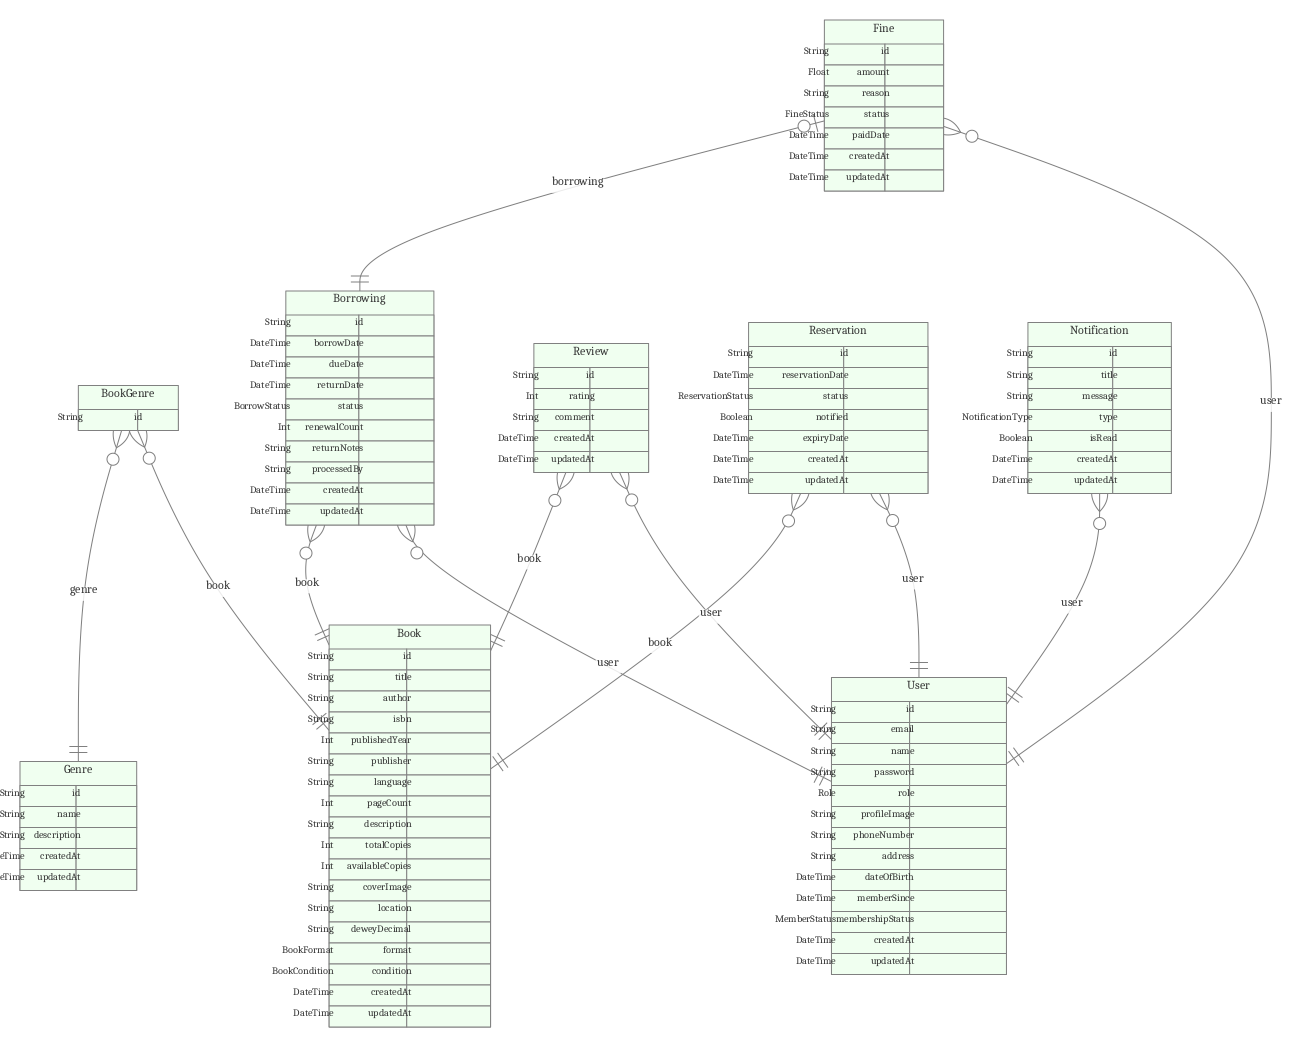 Fine
String id
Float amount
String reason
FineStatus status
DateTime paidDate
DateTime createdAt
DateTime updatedAt
borrowing
user
Borrowing
String id
DateTime borrowDate
DateTime dueDate
DateTime returnDate
BorrowStatus status
Int renewalCount
String returnNotes
String processedBy
DateTime createdAt
DateTime updatedAt
Review
String id
Int rating
String comment
DateTime createdAt
DateTime updatedAt
Reservation
String id
DateTime reservationDate
ReservationStatus status
Boolean notified
DateTime expiryDate
DateTime createdAt
DateTime updatedAt
Notification
String id
String title
String message
NotificationType type
Boolean isRead
DateTime createdAt
DateTime updatedAt
BookGenre
String id
genre
book
book
book
user
book
user
user
user
Book
String id
String title
String author
String isbn
Int publishedYear
String publisher
String language
Int pageCount
String description
Int totalCopies
Int availableCopies
String coverImage
String location
String deweyDecimal
BookFormat format
BookCondition condition
DateTime createdAt
DateTime updatedAt
User
String id
String email
String name
String password
Role role
String profileImage
String phoneNumber
String address
DateTime dateOfBirth
DateTime memberSince
MemberStatus membershipStatus
DateTime createdAt
DateTime updatedAt
Genre
String id
String name
String description
eTime createdAt
eTime updatedAt